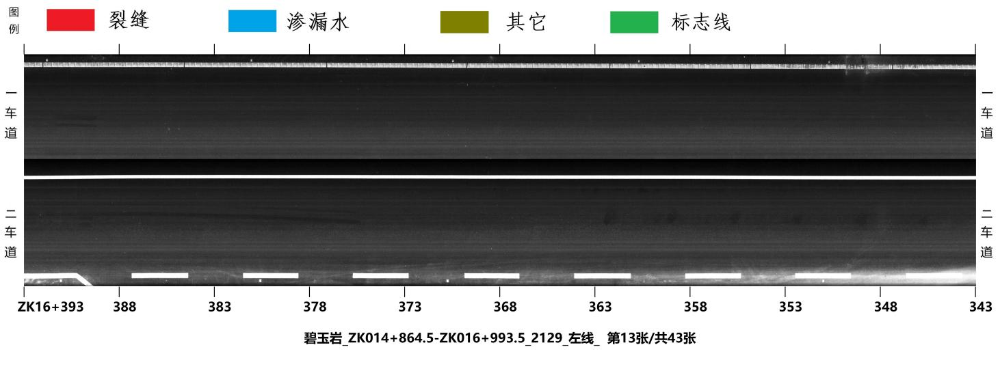 图例
裂缝 渗漏水 其它 标志线
一车道 一车道
二车道 二车道
ZK16+393 388 383 378 373 368 363 358 353 348 343
碧玉岩_ZK014+864.5-ZK016+993.5_2129_左线_ 第13张/共43张